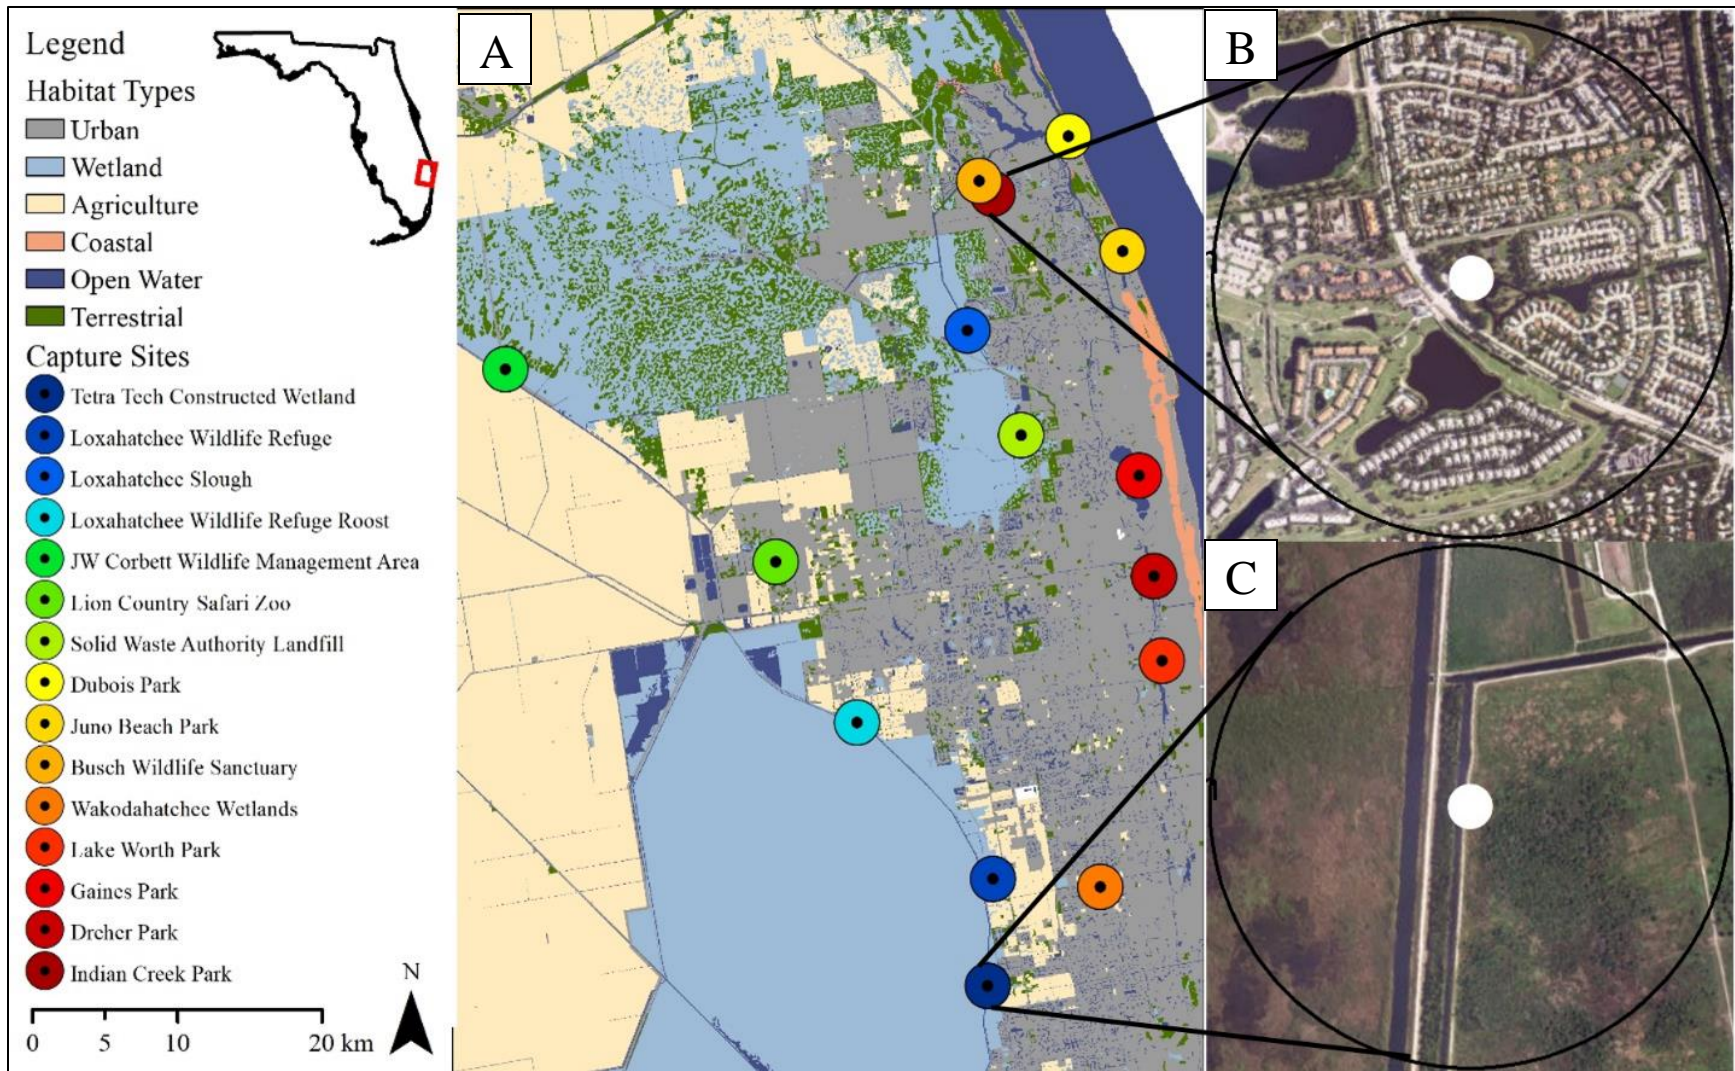 Legend
Habitat Types
Urban
Wetland
Agriculture
Coastal
Open Water
Terrestrial
Capture Sites
Tetra Tech Constructed Wetland
Loxahatchee Wildlife Refuge
Loxahatchee Slough
Loxahatchee Wildlife Refuge Roost
JW Corbett Wildlife Management Area
Lion Country Safari Zoo
Solid Waste Authority Landfill
Dubois Park
Juno Beach Park
Busch Wildlife Sanctuary
Wakodahatchee Wetlands
Lake Worth Park
Gaines Park
Dreher Park
Indian Creek Park
N
0 5 10 20 km
A
B
C